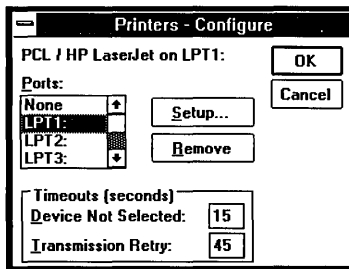 Printers - Configure
PCL / HP LaserJet on LPT1:
OK
Cancel
Ports:
None
LPT1:
LPT2:
LPT3:
Setup...
Remove
Timeouts (seconds)
Device Not Selected: 15
Transmission Retry: 45